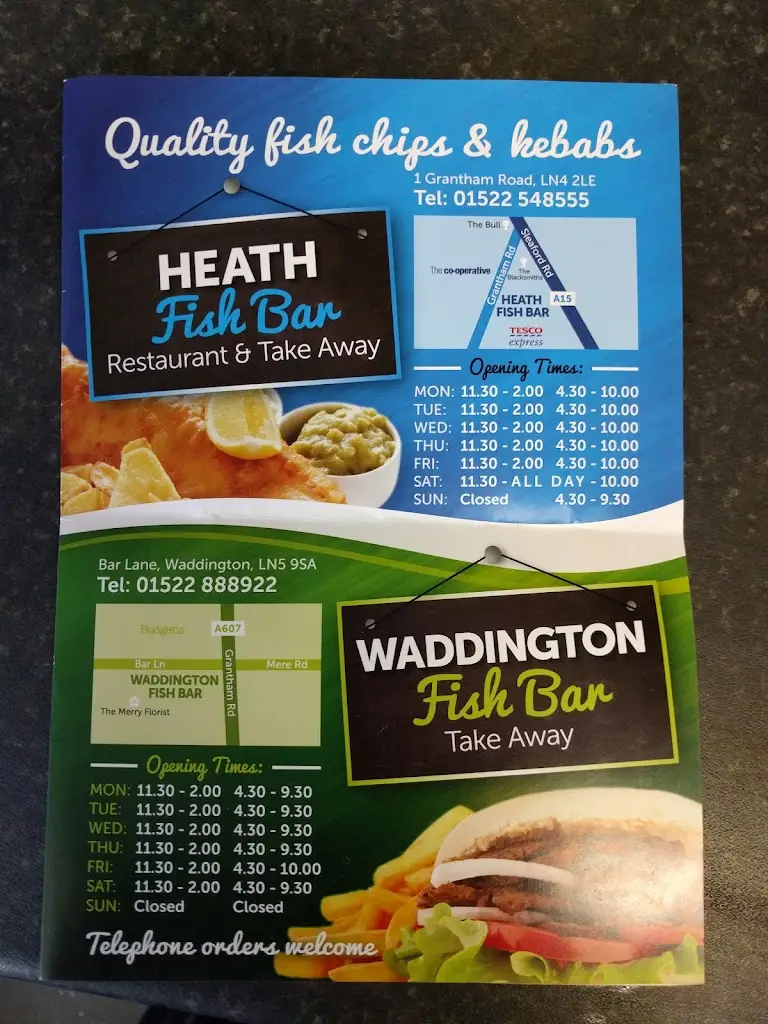 Quality fish chips & kebabs
1 Grantham Road, LN4 2LE
Tel: 01522 548555
HEATH
Fish Bar
Restaurant & Take Away
The Bull
Sleaford Rd
Grantham Rd
The co-operative
The
Blacksmiths
HEATH
FISH BAR
A15
TESCO
express
Opening Times:
MON: 11.30 - 2.00 4.30 - 10.00
TUE: 11.30 - 2.00 4.30 - 10.00
WED: 11.30 - 2.00 4.30 - 10.00
THU: 11.30 - 2.00 4.30 - 10.00
FRI: 11.30 - 2.00 4.30 - 10.00
SAT: 11.30 - ALL DAY - 10.00
SUN: Closed 4.30 - 9.30
Bar Lane, Waddington, LN5 9SA
Tel: 01522 888922
Budgens
A607
Bar Ln
Mere Rd
Grantham Rd
WADDINGTON
FISH BAR
The Merry Florist
WADDINGTON
Fish Bar
Take Away
Opening Times:
MON: 11.30 - 2.00 4.30 - 9.30
TUE: 11.30 - 2.00 4.30 - 9.30
WED: 11.30 - 2.00 4.30 - 9.30
THU: 11.30 - 2.00 4.30 - 9.30
FRI: 11.30 - 2.00 4.30 - 10.00
SAT: 11.30 - 2.00 4.30 - 9.30
SUN: Closed Closed
Telephone orders welcome